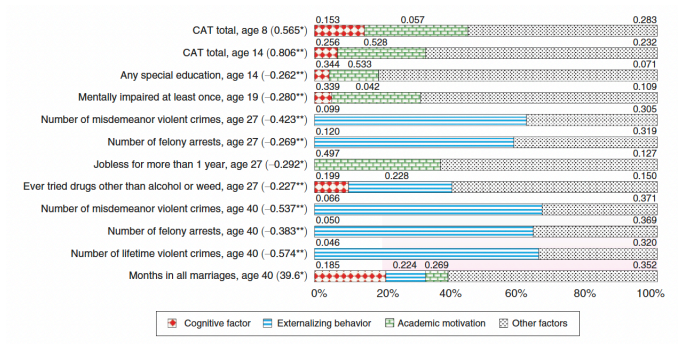 0.153 0.057 0.283
CAT total, age 8 (0.565*)
0.256 0.528 0.232
CAT total, age 14 (0.806**)
0.344 0.533 0.071
Any special education, age 14 (−0.262**)
0.339 0.042 0.109
Mentally impaired at least once, age 19 (−0.280**)
0.099 0.305
Number of misdemeanor violent crimes, age 27 (−0.423**)
0.120 0.319
Number of felony arrests, age 27 (−0.269**)
0.497 0.127
Jobless for more than 1 year, age 27 (−0.292*)
0.199 0.228 0.150
Ever tried drugs other than alcohol or weed, age 27 (−0.227**)
0.066 0.371
Number of misdemeanor violent crimes, age 40 (−0.537**)
0.050 0.369
Number of felony arrests, age 40 (−0.383**)
0.046 0.320
Number of lifetime violent crimes, age 40 (−0.574**)
0.185 0.224 0.269 0.352
Months in all marriages, age 40 (39.6*)
0% 20% 40% 60% 80% 100%
Cognitive factor Externalizing behavior Academic motivation Other factors